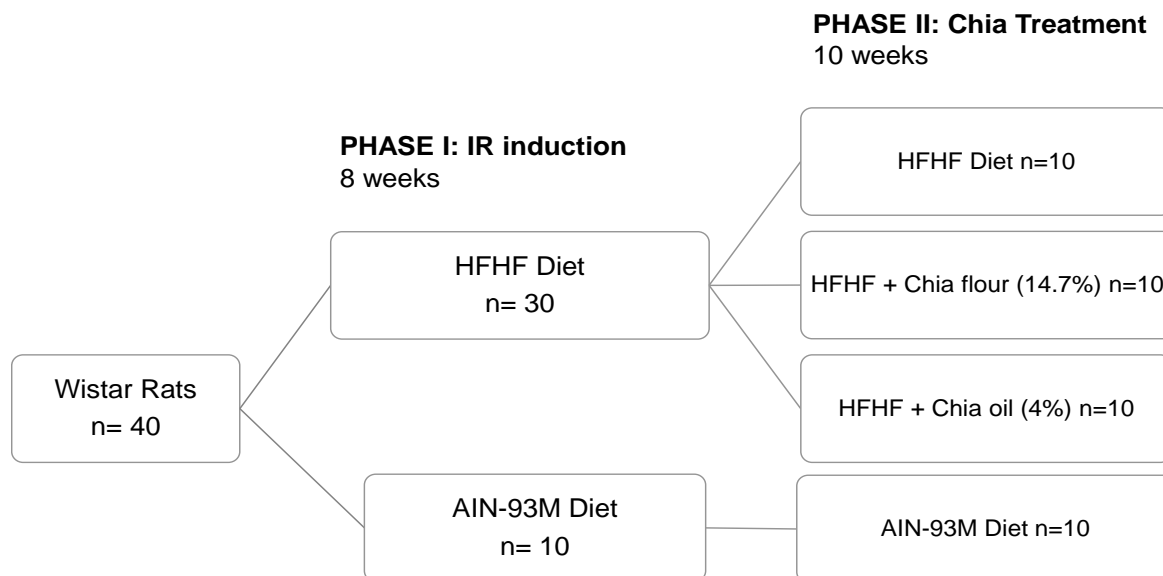 PHASE II: Chia Treatment
10 weeks
PHASE I: IR induction
8 weeks
HFHF Diet n=10
HFHF Diet
n= 30
HFHF + Chia flour (14.7%) n=10
Wistar Rats
n= 40
HFHF + Chia oil (4%) n=10
AIN-93M Diet
n= 10
AIN-93M Diet n=10